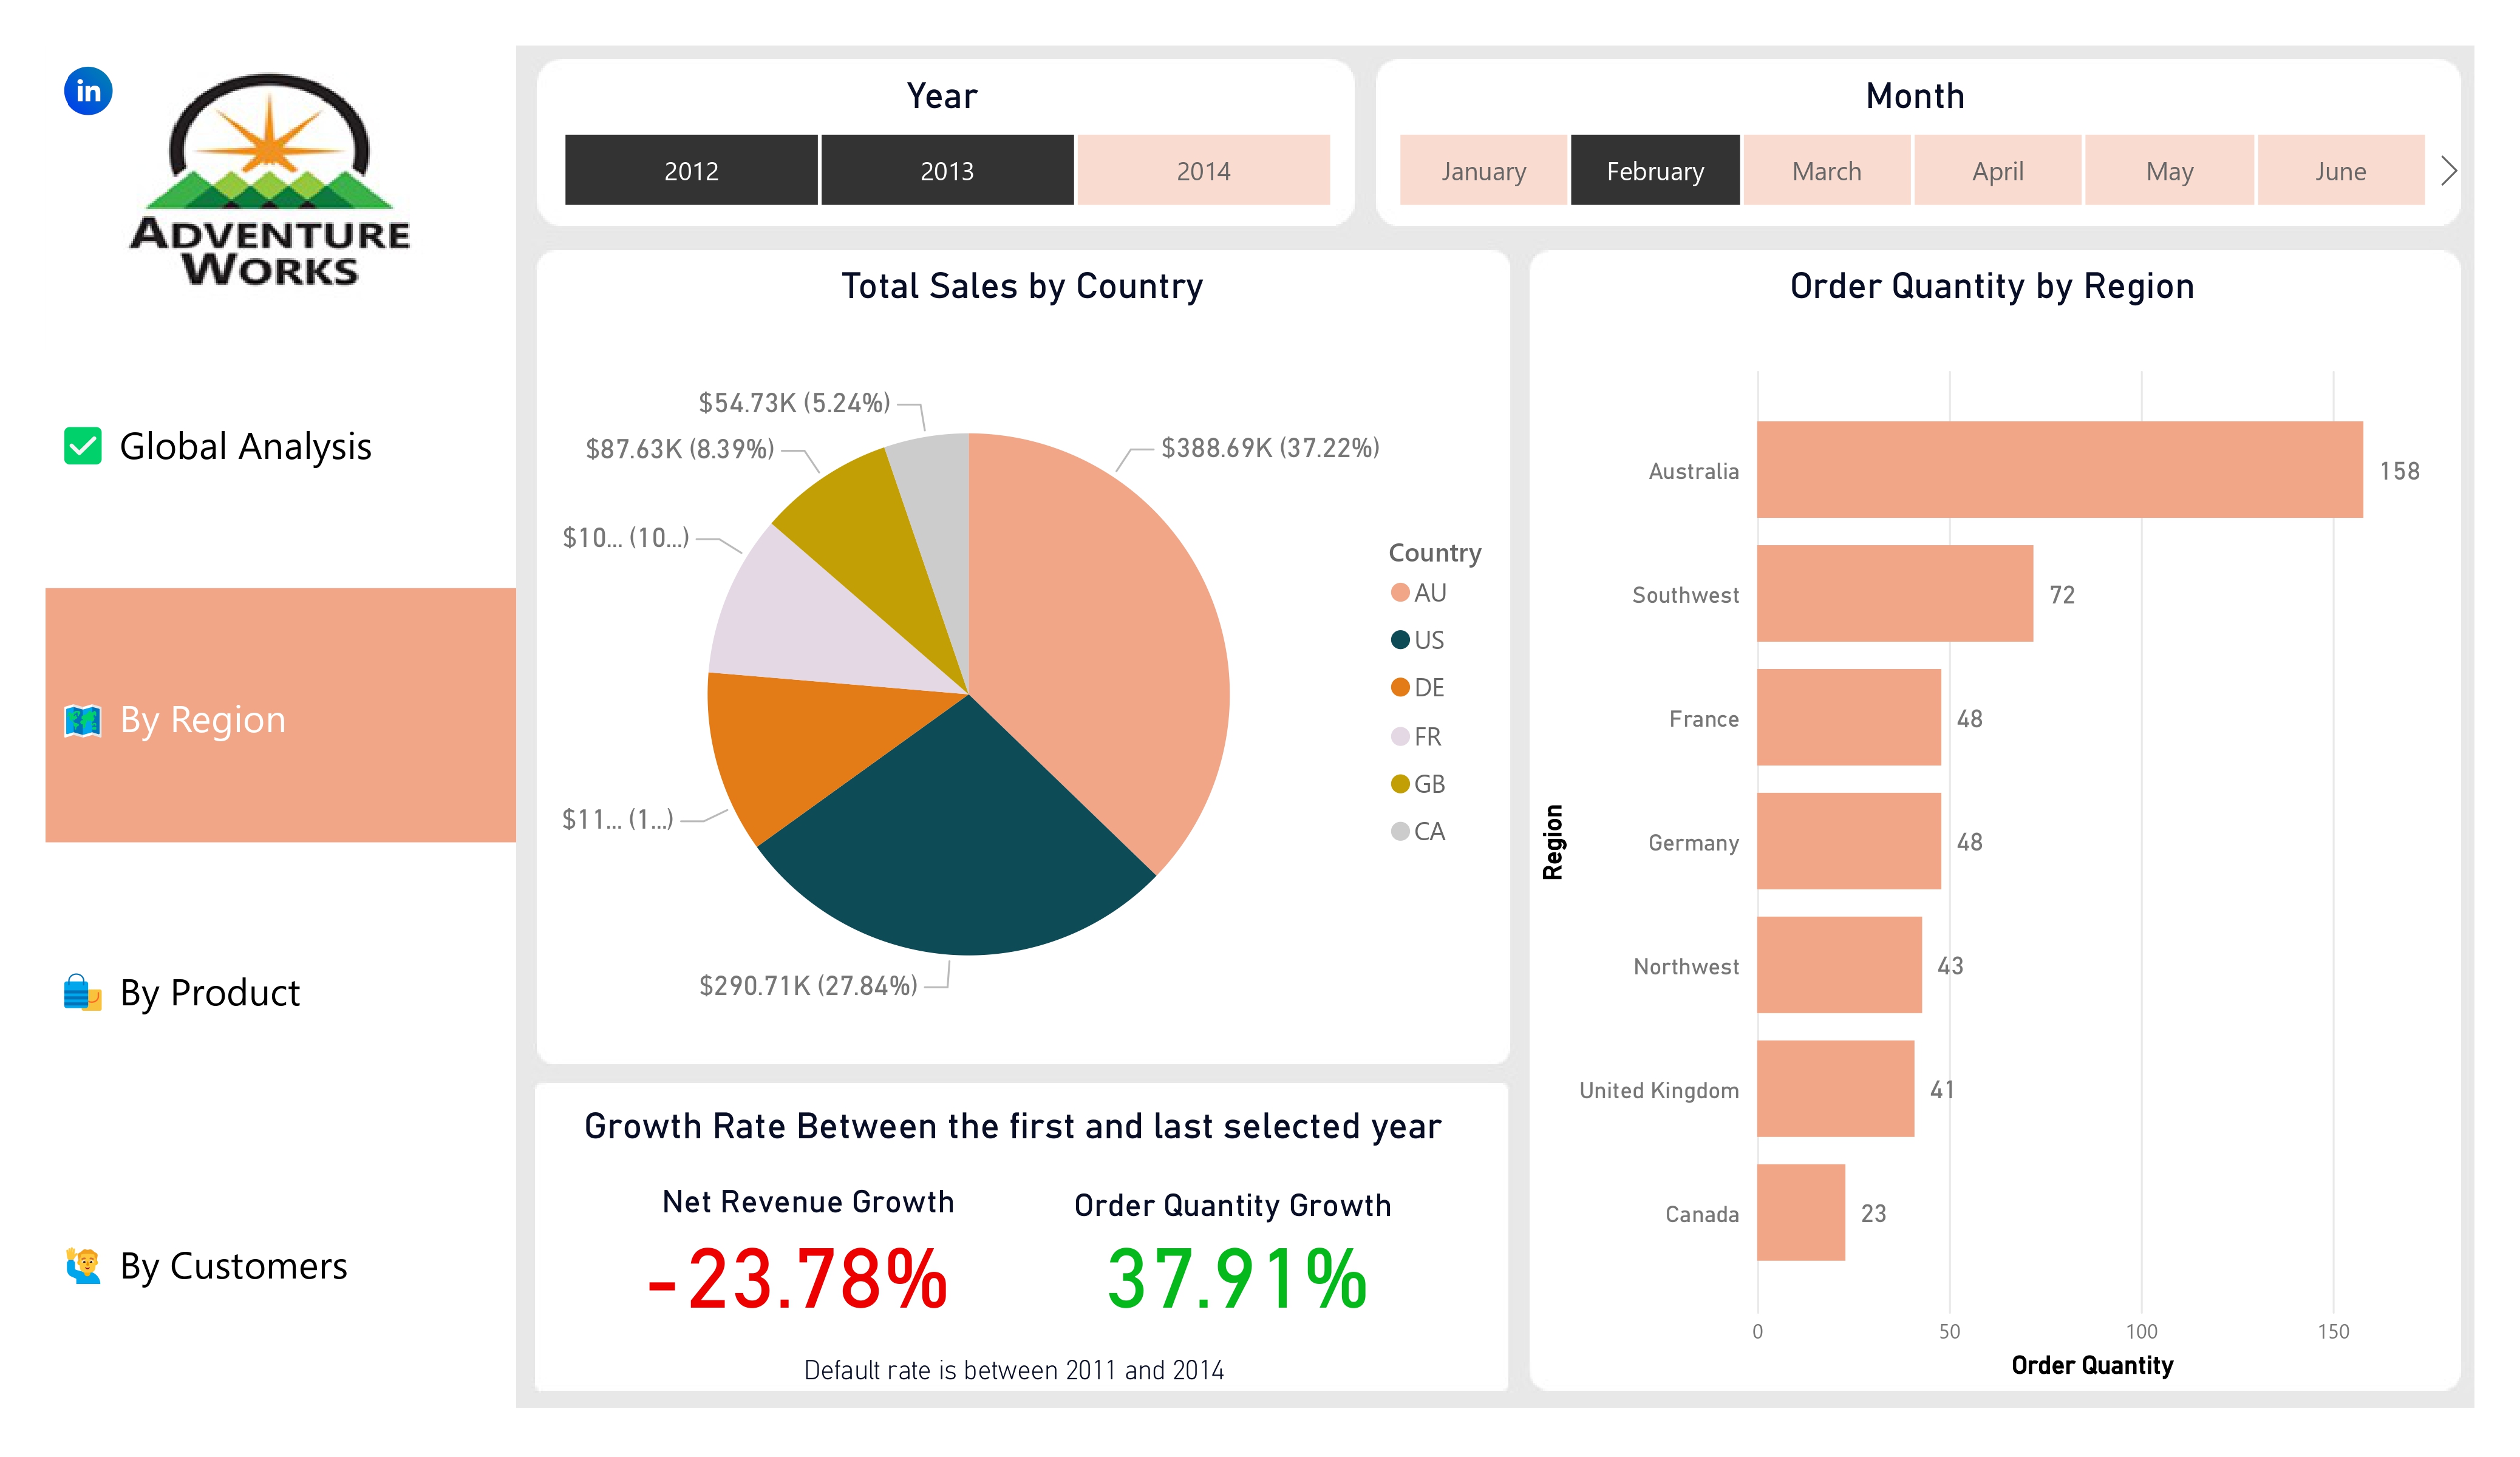 in
ADVENTURE
WORKS
Global Analysis
By Region
By Product
By Customers
Year
2012 2013 2014
Month
January February March April May June
Total Sales by Country
$54.73K (5.24%)
$87.63K (8.39%)
$388.69K (37.22%)
$10... (10...)
$11... (1...)
$290.71K (27.84%)
Country
AU
US
DE
FR
GB
CA
Growth Rate Between the first and last selected year
Net Revenue Growth
-23.78%
Order Quantity Growth
37.91%
Default rate is between 2011 and 2014
Order Quantity by Region
Region
Australia 158
Southwest 72
France 48
Germany 48
Northwest 43
United Kingdom 41
Canada 23
0 50 100 150
Order Quantity